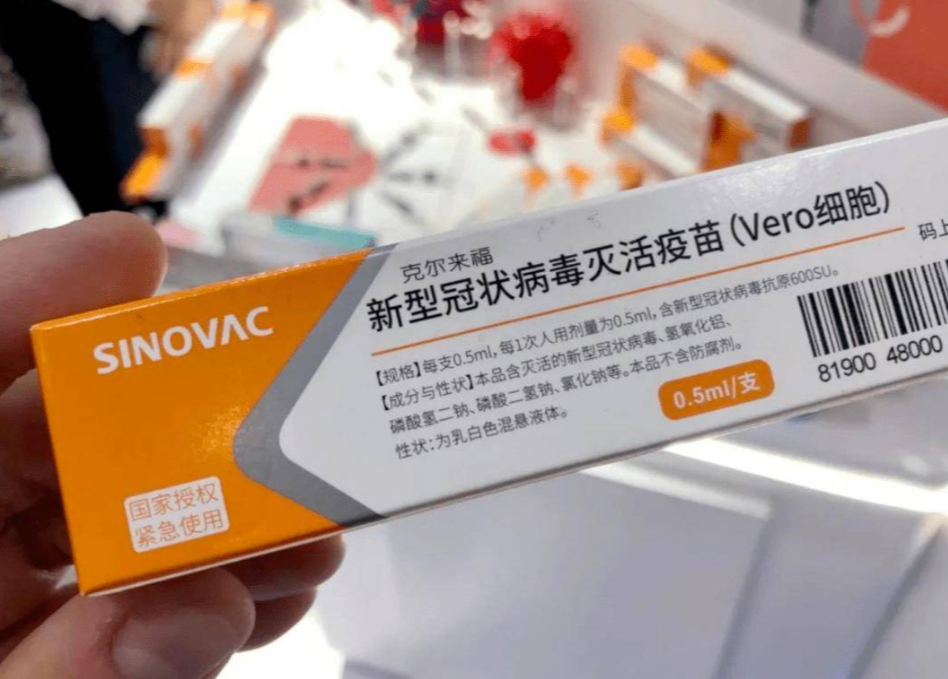 SINOVAC
国家授权
紧急使用
克尔来福
新型冠状病毒灭活疫苗(Vero细胞)
【规格】每支0.5ml,每1次人用剂量为0.5ml,含新型冠状病毒抗原600SU。
【成分与性状】本品含灭活的新型冠状病毒、氢氧化铝、
磷酸氢二钠、磷酸二氢钠、氯化钠等。本品不含防腐剂。
性状:为乳白色混悬液体。
0.5ml/支
码上
81900 48000